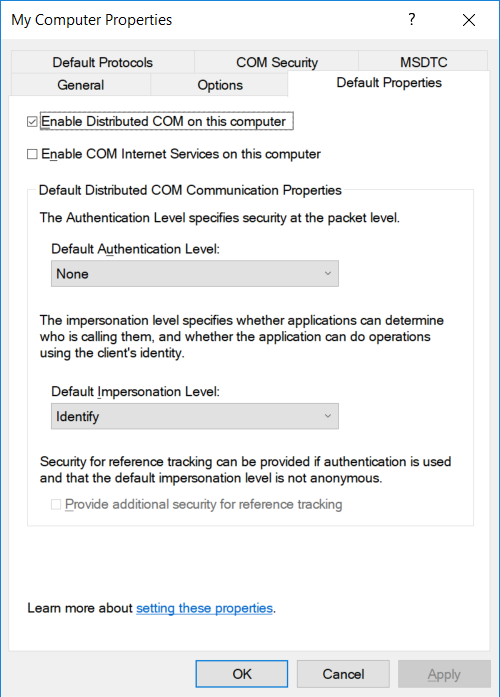 My Computer Properties
?
Default Protocols
COM Security
MSDTC
General
Options
Default Properties
Enable Distributed COM on this computer
Enable COM Internet Services on this computer
Default Distributed COM Communication Properties
The Authentication Level specifies security at the packet level.
Default Authentication Level:
None
The impersonation level specifies whether applications can determine
who is calling them, and whether the application can do operations
using the client's identity.
Default Impersonation Level:
Identify
Security for reference tracking can be provided if authentication is used
and that the default impersonation level is not anonymous.
Provide additional security for reference tracking
Learn more about setting these properties.
OK
Cancel
Apply